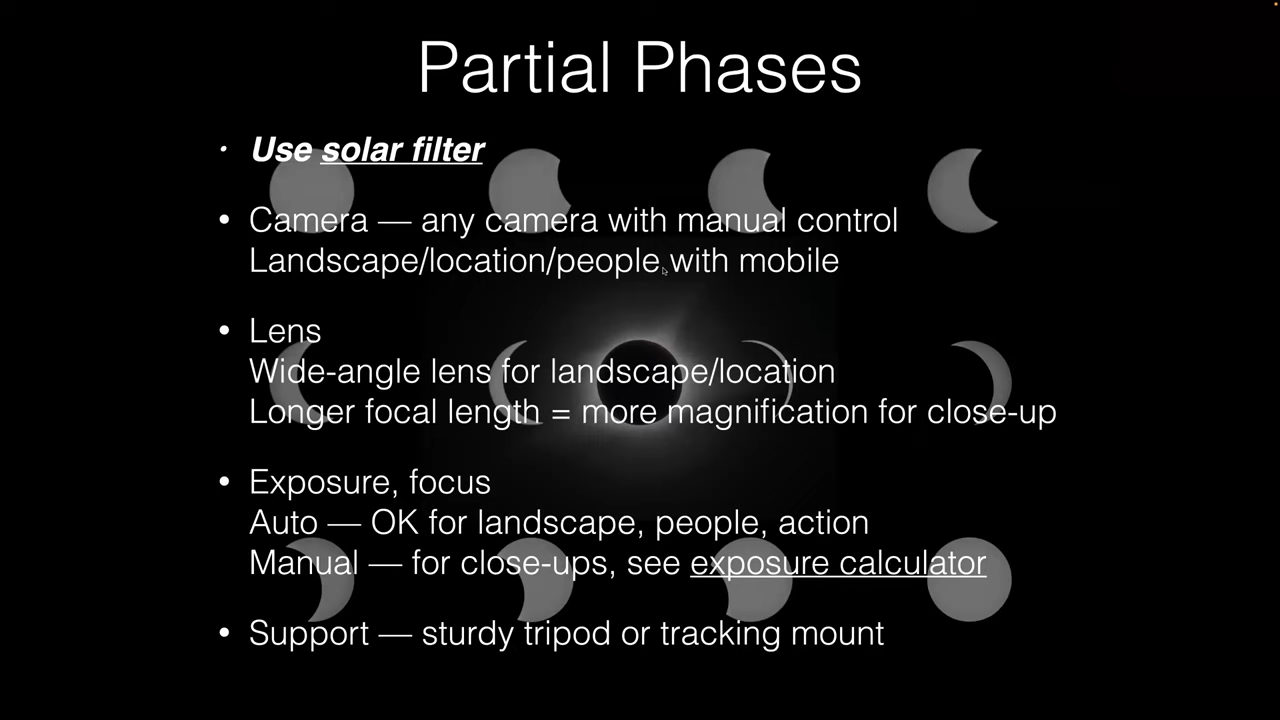 Partial Phases
• Use solar filter
• Camera — any camera with manual control
Landscape/location/people with mobile
• Lens
Wide-angle lens for landscape/location
Longer focal length = more magnification for close-up
• Exposure, focus
Auto — OK for landscape, people, action
Manual — for close-ups, see exposure calculator
• Support — sturdy tripod or tracking mount